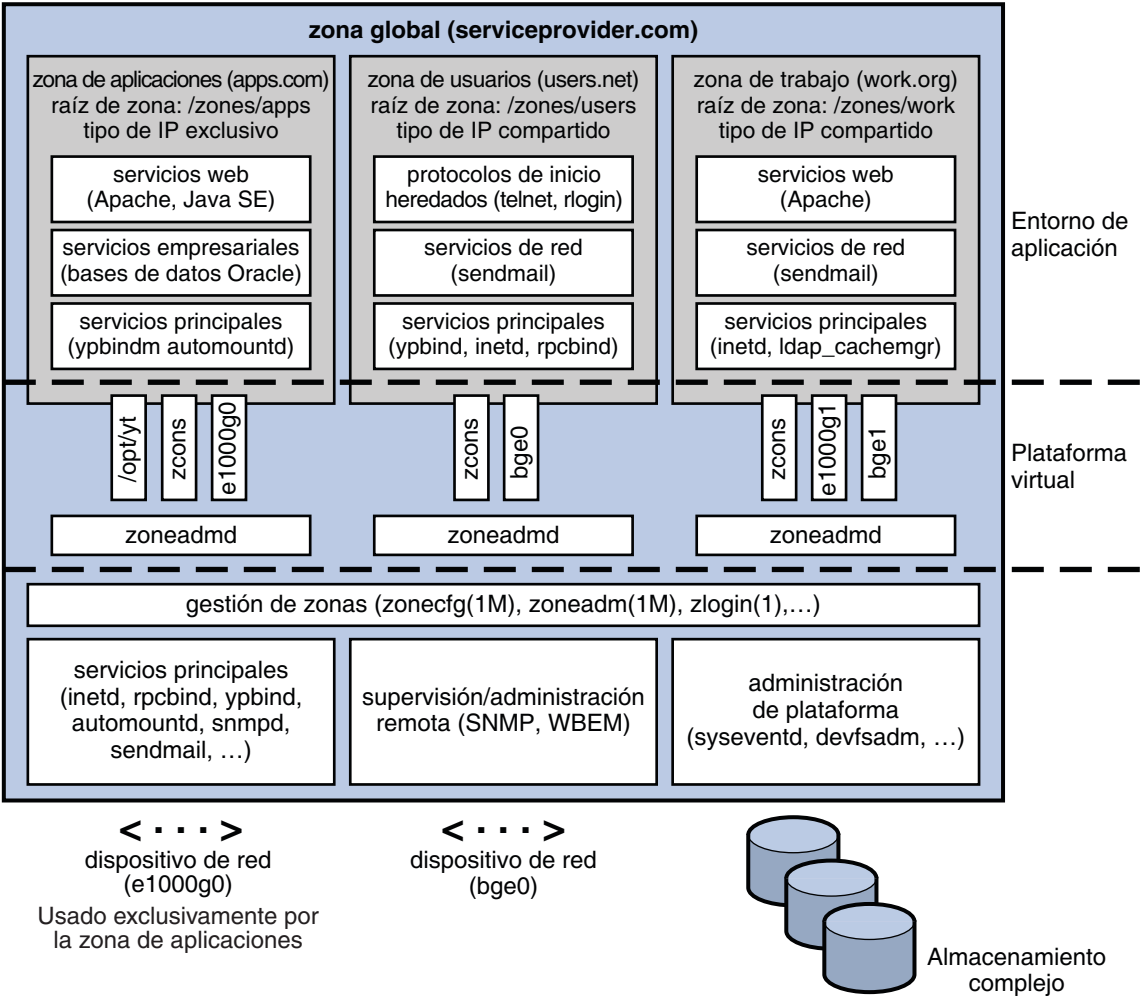 zona global (serviceprovider.com)
zona de aplicaciones (apps.com)
raíz de zona: /zones/apps
tipo de IP exclusivo
servicios web
(Apache, Java SE)
servicios empresariales
(bases de datos Oracle)
servicios principales
(ypbindm automountd)
zona de usuarios (users.net)
raíz de zona: /zones/users
tipo de IP compartido
protocolos de inicio
heredados (telnet, rlogin)
servicios de red
(sendmail)
servicios principales
(ypbind, inetd, rpcbind)
zona de trabajo (work.org)
raíz de zona: /zones/work
tipo de IP compartido
servicios web
(Apache)
servicios de red
(sendmail)
servicios principales
(inetd, ldap_cachemgr)
Entorno de
aplicación
/opt/yt
zcons
e1000g0
zcons
bge0
zcons
e1000g1
bge1
Plataforma
virtual
zoneadmd
zoneadmd
zoneadmd
gestión de zonas (zonecfg(1M), zoneadm(1M), zlogin(1),...)
servicios principales
(inetd, rpcbind, ypbind,
automountd, snmpd,
sendmail, ...)
supervisión/administración
remota (SNMP, WBEM)
administración
de plataforma
(syseventd, devfsadm, ...)
<···>
dispositivo de red
(e1000g0)
Usado exclusivamente por
la zona de aplicaciones
<···>
dispositivo de red
(bge0)
Almacenamiento
complejo